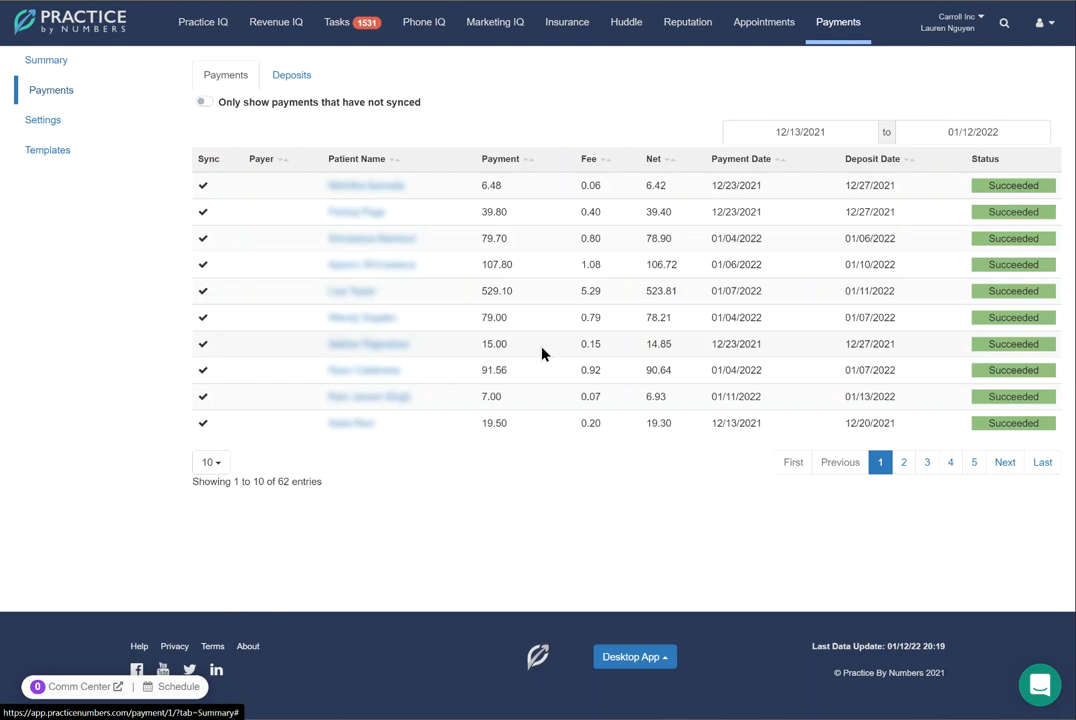 PRACTICE
by NUMBERS
Practice IQ
Revenue IQ
Tasks 1531
Phone IQ
Marketing IQ
Insurance
Huddle
Reputation
Appointments
Payments
Carroll Inc
Lauren Nguyen
Summary
Payments
Settings
Templates
Payments
Deposits
Only show payments that have not synced
12/13/2021 to 01/12/2022
Sync Payer Patient Name Payment Fee Net Payment Date Deposit Date Status
6.48 0.06 6.42 12/23/2021 12/27/2021 Succeeded
39.80 0.40 39.40 12/23/2021 12/27/2021 Succeeded
79.70 0.80 78.90 01/04/2022 01/06/2022 Succeeded
107.80 1.08 106.72 01/06/2022 01/10/2022 Succeeded
529.10 5.29 523.81 01/07/2022 01/11/2022 Succeeded
79.00 0.79 78.21 01/04/2022 01/07/2022 Succeeded
15.00 0.15 14.85 12/23/2021 12/27/2021 Succeeded
91.56 0.92 90.64 01/04/2022 01/07/2022 Succeeded
7.00 0.07 6.93 01/11/2022 01/13/2022 Succeeded
19.50 0.20 19.30 12/13/2021 12/20/2021 Succeeded
10
First Previous 1 2 3 4 5 Next Last
Showing 1 to 10 of 62 entries
Help Privacy Terms About
Desktop App
Last Data Update: 01/12/22 20:19
© Practice By Numbers 2021
0 Comm Center | Schedule
https://app.practicenumbers.com/payment/1/?tab=Summary#